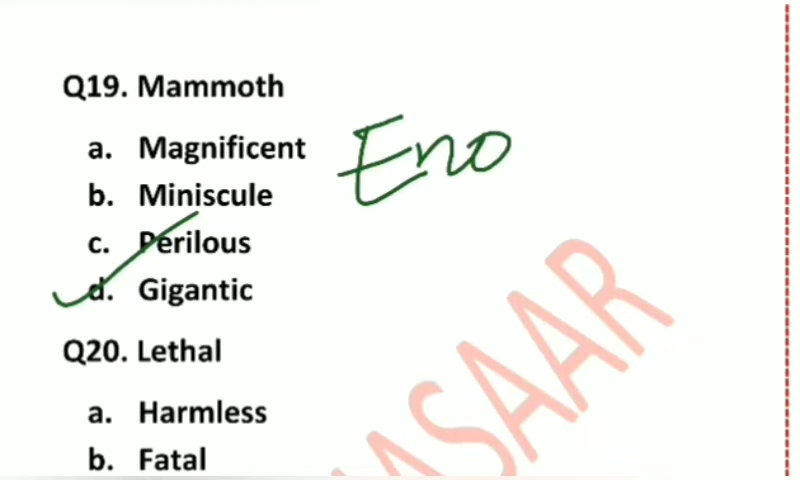 Q19. Mammoth
a. Magnificent
Eno
b. Miniscule
c. Perilous
d. Gigantic
Q20. Lethal
a. Harmless
b. Fatal